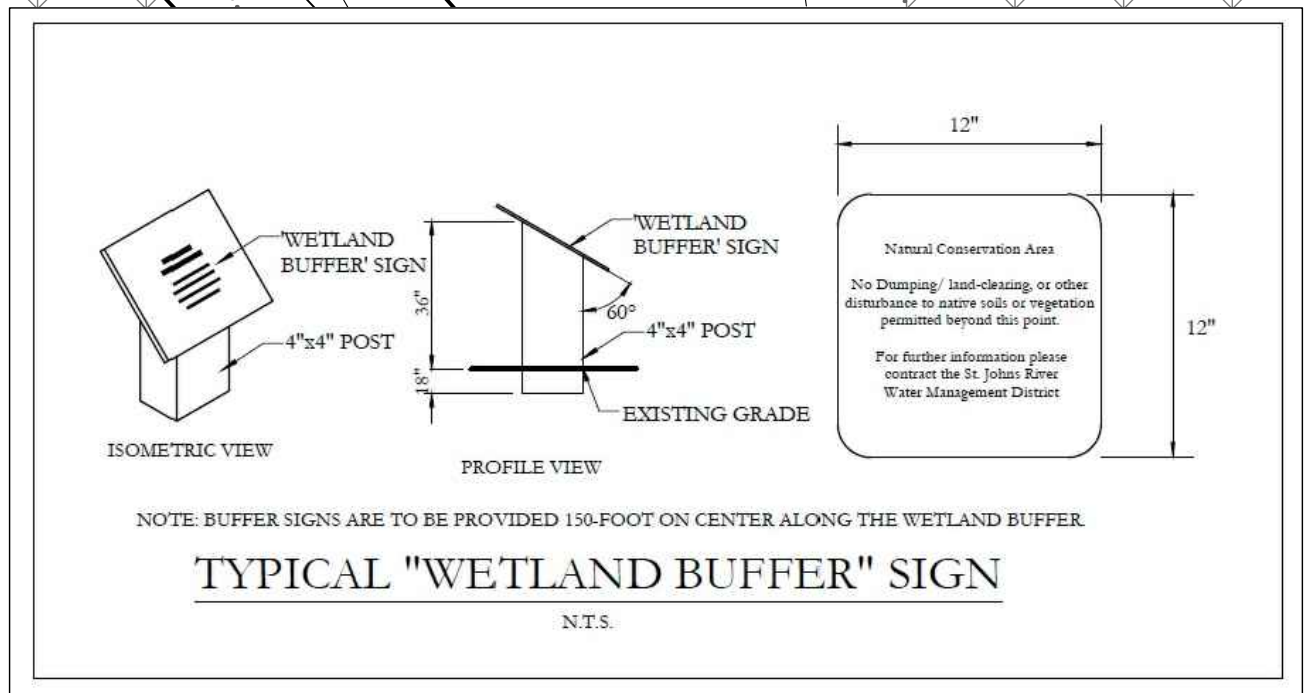 'WETLAND
BUFFER' SIGN
4"x4" POST
ISOMETRIC VIEW
36"
18"
'WETLAND
BUFFER' SIGN
60°
4"x4" POST
EXISTING GRADE
PROFILE VIEW
12"
12"
Natural Conservation Area
No Dumping/ land-clearing, or other
disturbance to native soils or vegetation
permitted beyond this point.
For further information please
contract the St. Johns River
Water Management District
NOTE: BUFFER SIGNS ARE TO BE PROVIDED 150-FOOT ON CENTER ALONG THE WETLAND BUFFER.
TYPICAL "WETLAND BUFFER" SIGN
N.T.S.